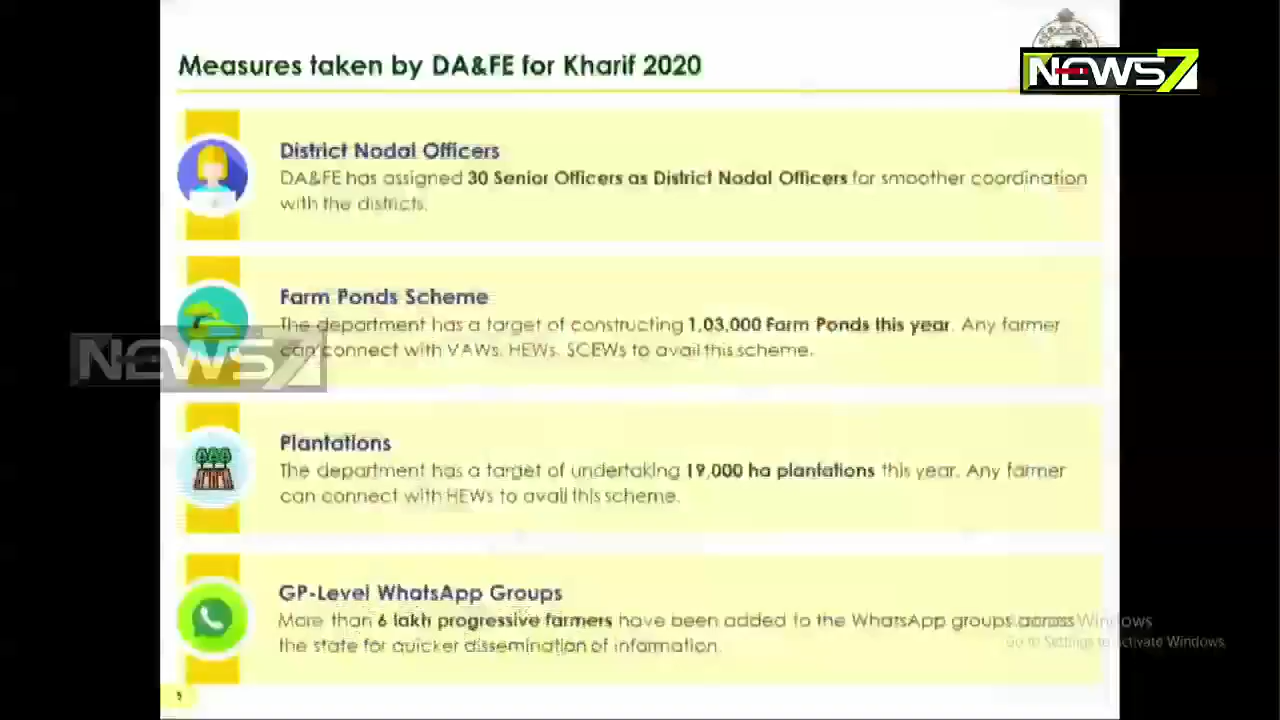 Measures taken by DA&FE for Kharif 2020
NEWS7
District Nodal Officers
DA&FE has assigned 30 Senior Officers as District Nodal Officers for smoother coordination
with the districts.
Farm Ponds Scheme
The department has a target of constructing 1,03,000 Farm Ponds this year. Any farmer
can connect with VAWs, HEWs, SCEWs to avail this scheme.
NEWS7
Plantations
The department has a target of undertaking 19,000 ha plantations this year. Any farmer
can connect with HEWs to avail this scheme.
GP-Level WhatsApp Groups
More than 6 lakh progressive farmers have been added to the WhatsApp groups across
the state for quicker dissemination of information.
Windows
Go to Settings to activate Windows.